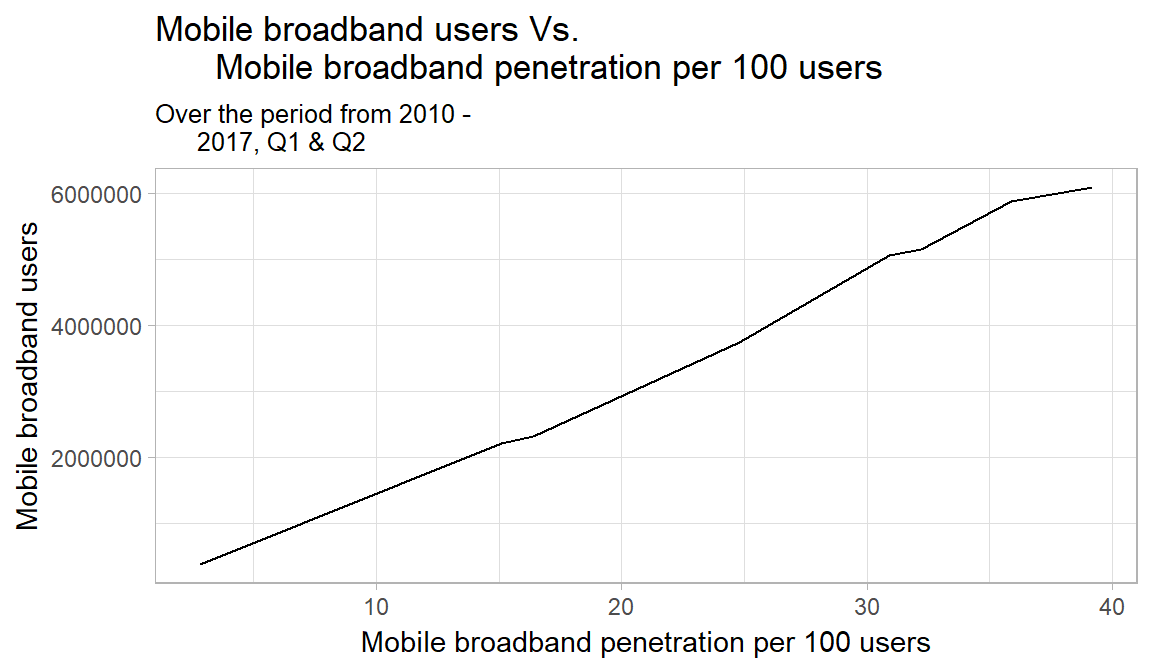 Mobile broadband users Vs.
Mobile broadband penetration per 100 users
Over the period from 2010 -
2017, Q1 & Q2
6000000
4000000
2000000
Mobile broadband users
10 20 30 40
Mobile broadband penetration per 100 users